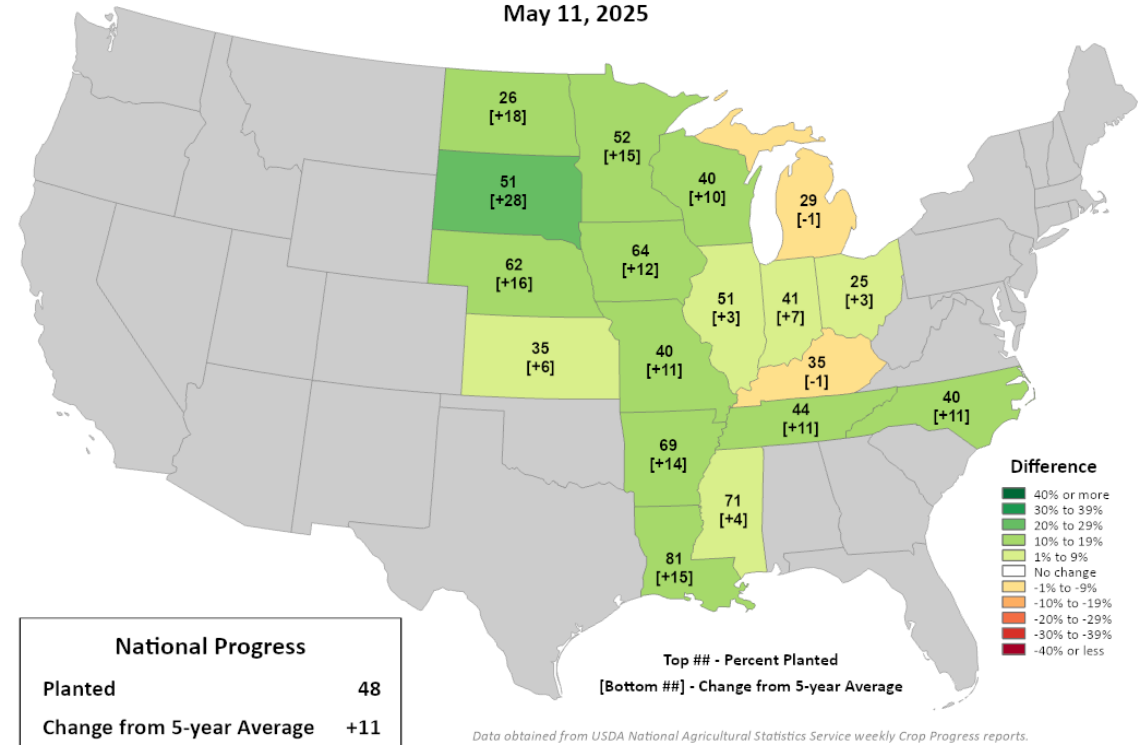 May 11, 2025
26
[+18]
52
[+15]
51
[+28]
40
[+10]
29
[-1]
64
[+12]
62
[+16]
51
[+3]
41
[+7]
25
[+3]
35
[+6]
40
[+11]
35
[-1]
44
[+11]
40
[+11]
69
[+14]
71
[+4]
81
[+15]
Difference
40% or more
30% to 39%
20% to 29%
10% to 19%
1% to 9%
No change
-1% to -9%
-10% to -19%
-20% to -29%
-30% to -39%
-40% or less
National Progress
Planted 48
Change from 5-year Average +11
Top ## - Percent Planted
[Bottom ##] - Change from 5-year Average
Data obtained from USDA National Agricultural Statistics Service weekly Crop Progress reports.